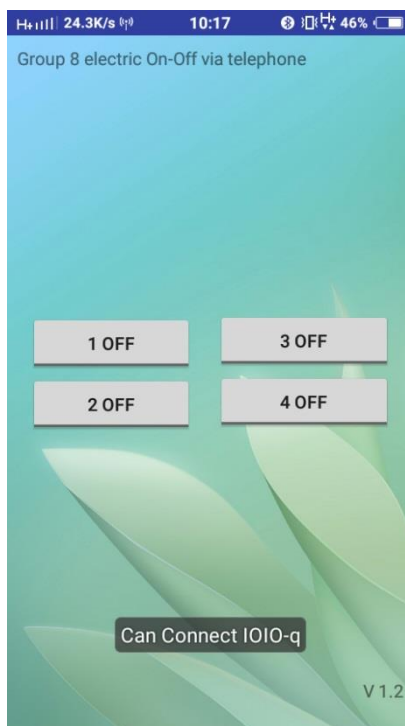 H+ 24.3K/s 10:17 H+ 46%
Group 8 electric On-Off via telephone
1 OFF 3 OFF
2 OFF 4 OFF
Can Connect IOIO-q
V 1.2